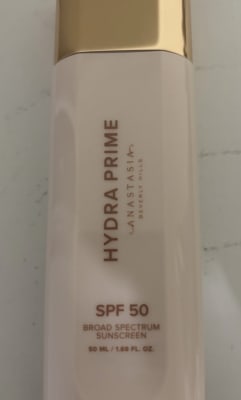 HYDRA PRIME
ANASTASIA
BEVERLY HILLS
SPF 50
BROAD SPECTRUM
SUNSCREEN
50 ML / 1.69 FL. OZ.